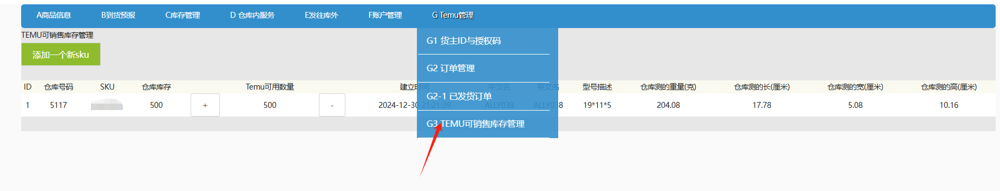 A商品信息 B到货预报 C库存管理 D 仓库内服务 E发往库外 F账户管理 G Temu管理
TEMU可销售库存管理
G1 货主ID与授权码
添加一个新sku
G2 订单管理
ID 仓库号码 SKU 仓库库存 Temu可用数量 建立时间 中文名 英文名 型号描述 仓库测的重量(克) 仓库测的长(厘米) 仓库测的宽(厘米) 仓库测的高(厘米)
G2-1 已发货订单
1 5117 500 + 500 - 2024-12-30 21:21:39 ALLY038 ALLY038 19*11*5 204.08 17.78 5.08 10.16
G3 TEMU可销售库存管理